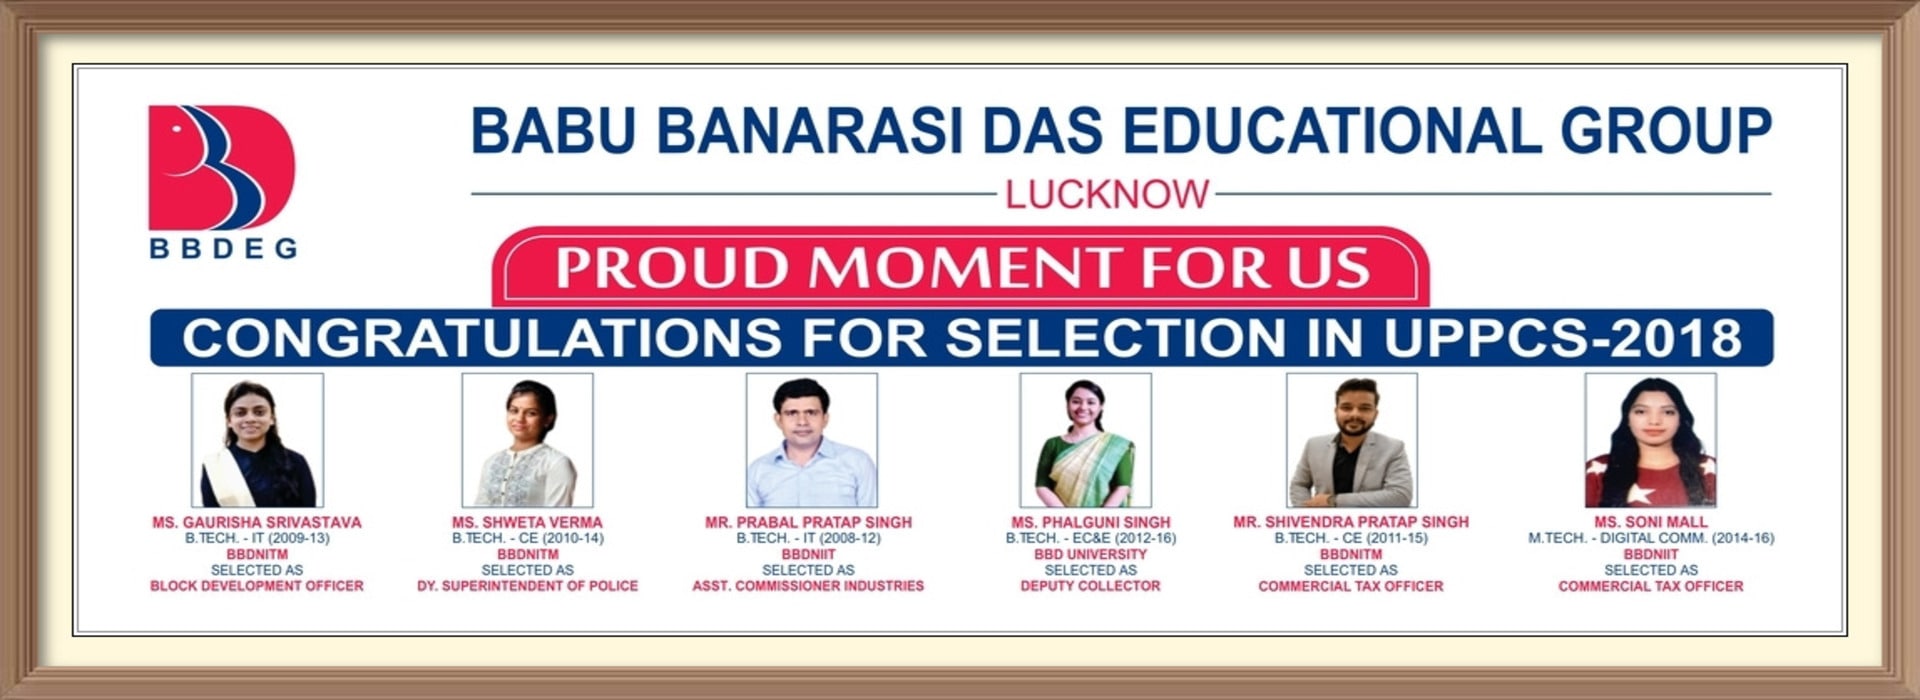 BBDEG
BABU BANARASI DAS EDUCATIONAL GROUP
LUCKNOW
PROUD MOMENT FOR US
CONGRATULATIONS FOR SELECTION IN UPPCS-2018
MS. GAURISHA SRIVASTAVA
B.TECH. - IT (2009-13)
BBDNITM
SELECTED AS
BLOCK DEVELOPMENT OFFICER
MS. SHWETA VERMA
B.TECH. - CE (2010-14)
BBDNITM
SELECTED AS
DY. SUPERINTENDENT OF POLICE
MR. PRABAL PRATAP SINGH
B.TECH. - IT (2008-12)
BBDNIIT
SELECTED AS
ASST. COMMISSIONER INDUSTRIES
MS. PHALGUNI SINGH
B.TECH. - EC&E (2012-16)
BBD UNIVERSITY
SELECTED AS
DEPUTY COLLECTOR
MR. SHIVENDRA PRATAP SINGH
B.TECH. - CE (2011-15)
BBDNITM
SELECTED AS
COMMERCIAL TAX OFFICER
MS. SONI MALL
M.TECH. - DIGITAL COMM. (2014-16)
BBDNIIT
SELECTED AS
COMMERCIAL TAX OFFICER